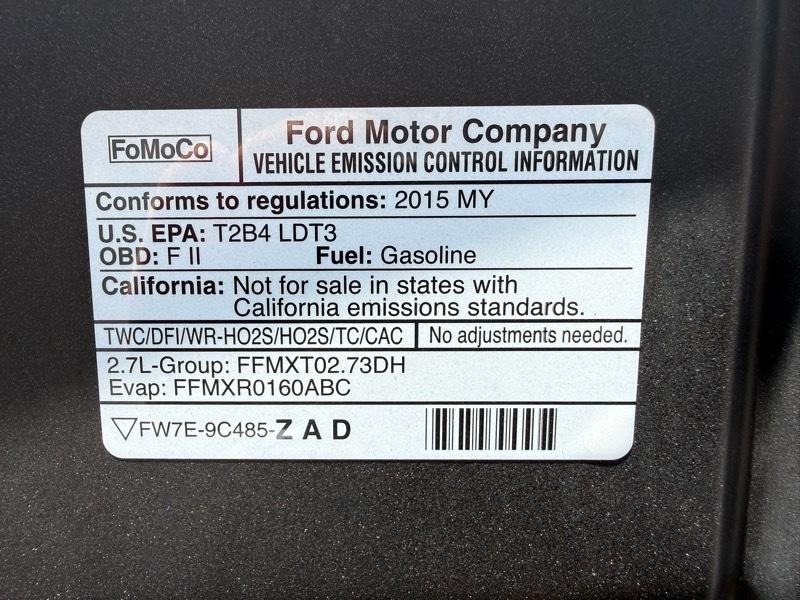 FoMoCo
Ford Motor Company
VEHICLE EMISSION CONTROL INFORMATION
Conforms to regulations: 2015 MY
U.S. EPA: T2B4 LDT3
OBD: F II Fuel: Gasoline
California: Not for sale in states with
California emissions standards.
TWC/DFI/WR-HO2S/HO2S/TC/CAC No adjustments needed.
2.7L-Group: FFMXT02.73DH
Evap: FFMXR0160ABC
FW7E-9C485-Z A D